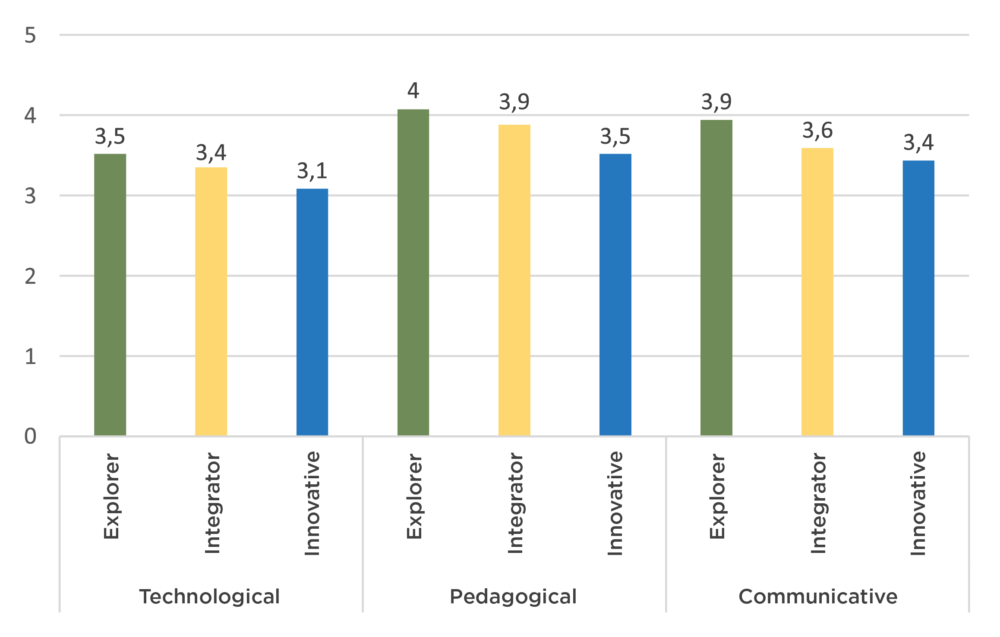 5
4
3
2
1
0
3,5
3,4
3,1
4
3,9
3,5
3,9
3,6
3,4
Explorer
Integrator
Innovative
Explorer
Integrator
Innovative
Explorer
Integrator
Innovative
Technological
Pedagogical
Communicative